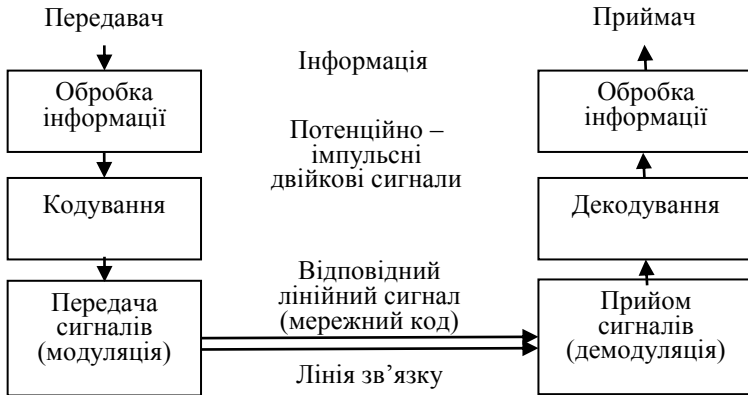 Передавач
Приймач
Інформація
Обробка
інформації
Обробка
інформації
Потенційно –
імпульсні
двійкові сигнали
Кодування
Декодування
Відповідний
лінійний сигнал
(мережний код)
Передача
сигналів
(модуляція)
Прийом
сигналів
(демодуляція)
Лінія зв’язку